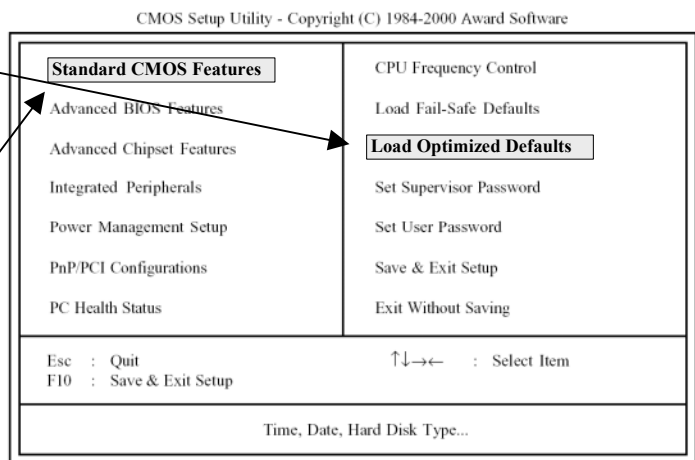 CMOS Setup Utility - Copyright (C) 1984-2000 Award Software
Standard CMOS Features
Advanced BIOS Features
Advanced Chipset Features
Integrated Peripherals
Power Management Setup
PnP/PCI Configurations
PC Health Status
CPU Frequency Control
Load Fail-Safe Defaults
Load Optimized Defaults
Set Supervisor Password
Set User Password
Save & Exit Setup
Exit Without Saving
Esc : Quit
F10 : Save & Exit Setup
↑↓→← : Select Item
Time, Date, Hard Disk Type...